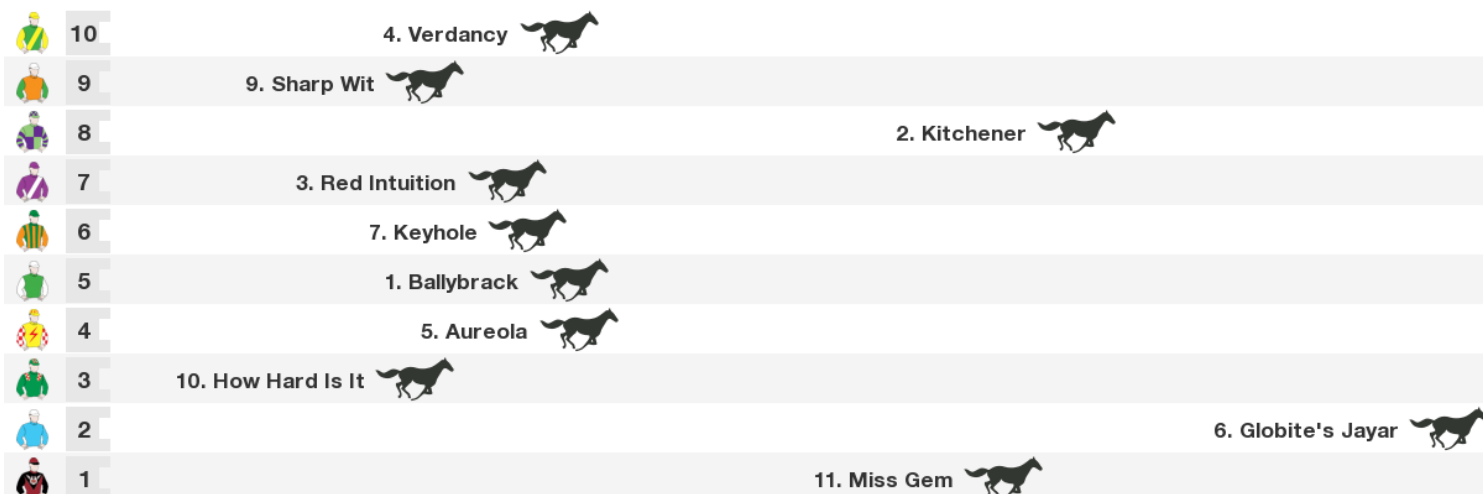 10 4. Verdancy
9 9. Sharp Wit
8 2. Kitchener
7 3. Red Intuition
6 7. Keyhole
5 1. Ballybrack
4 5. Aureola
3 10. How Hard Is It
2 6. Globite's Jayar
1 11. Miss Gem